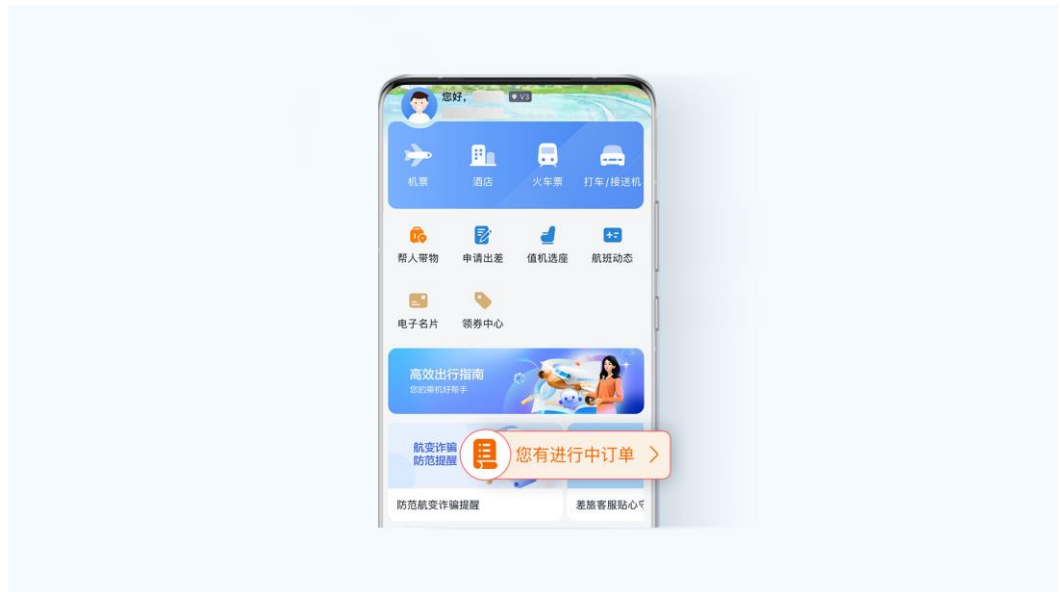 您好，
V3
机票
酒店
火车票
打车/接送机
帮人带物
申请出差
值机选座
航班动态
电子名片
领券中心
高效出行指南
您的乘机好帮手
航变诈骗
防范提醒
您有进行中订单
防范航变诈骗提醒
差旅客服贴心